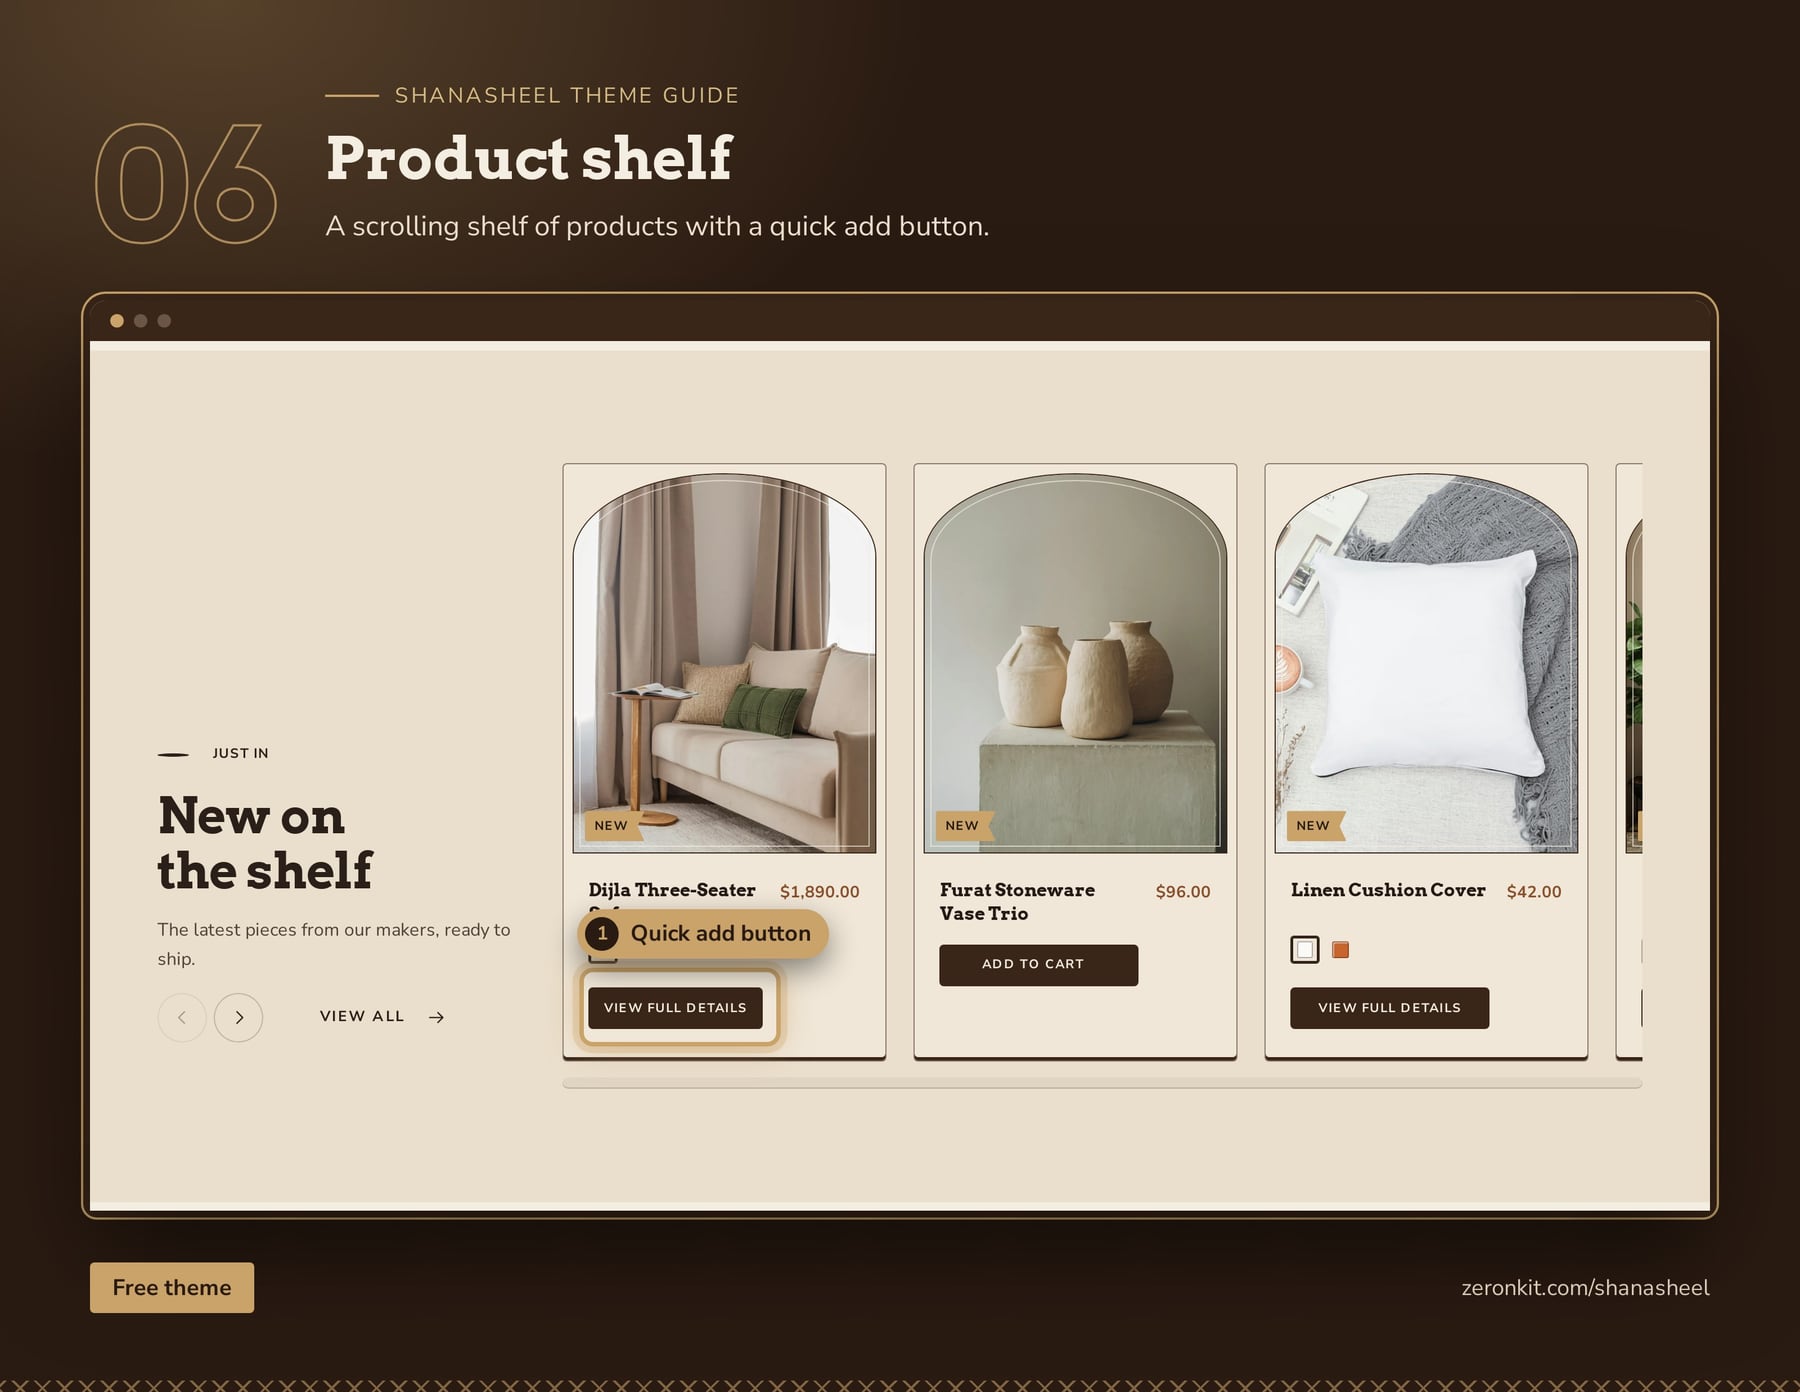 06
SHANASHEEL THEME GUIDE
Product shelf
A scrolling shelf of products with a quick add button.
JUST IN
New on
the shelf
The latest pieces from our makers, ready to
ship.
VIEW ALL
NEW
Dijla Three-Seater
$1,890.00
1 Quick add button
VIEW FULL DETAILS
NEW
Furat Stoneware
Vase Trio
$96.00
ADD TO CART
NEW
Linen Cushion Cover
$42.00
VIEW FULL DETAILS
Free theme
zeronkit.com/shanasheel